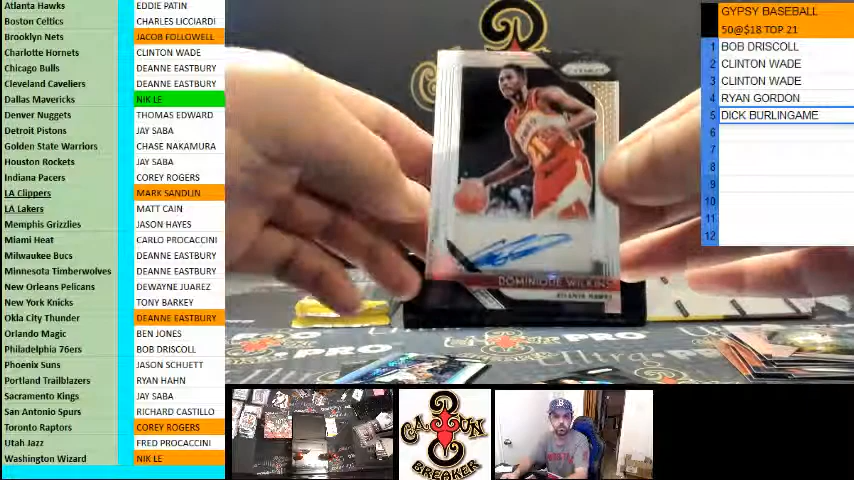 Atlanta Hawks EDDIE PATIN
Boston Celtics CHARLES LICCIARDI
Brooklyn Nets JACOB FOLLOWELL
Charlotte Hornets CLINTON WADE
Chicago Bulls DEANNE EASTBURY
Cleveland Cavaliers DEANNE EASTBURY
Dallas Mavericks NIK LE
Denver Nuggets THOMAS EDWARD
Detroit Pistons JAY SABA
Golden State Warriors CHASE NAKAMURA
Houston Rockets JAY SABA
Indiana Pacers COREY ROGERS
LA Clippers MARK SANDLIN
LA Lakers MATT CAIN
Memphis Grizzlies JASON HAYES
Miami Heat CARLO PROCACCINI
Milwaukee Bucs DEANNE EASTBURY
Minnesota Timberwolves DEANNE EASTBURY
New Orleans Pelicans DEWAYNE JUAREZ
New York Knicks TONY BARKEY
Okla City Thunder DEANNE EASTBURY
Orlando Magic BEN JONES
Philadelphia 76ers BOB DRISCOLL
Phoenix Suns JASON SCHUETT
Portland Trailblazers RYAN HAHN
Sacramento Kings JAY SABA
San Antonio Spurs RICHARD CASTILLO
Toronto Raptors COREY ROGERS
Utah Jazz FRED PROCACCINI
Washington Wizard NIK LE
PRIZM
DOMINIQUE WILKINS
ATLANTA HAWKS
PRO
Ultra PRO
CAJUN
BREAKER
GYPSY BASEBALL
50@$18 TOP 21
1 BOB DRISCOLL
2 CLINTON WADE
3 CLINTON WADE
4 RYAN GORDON
5 DICK BURLINGAME
6
7
8
9
10
11
12